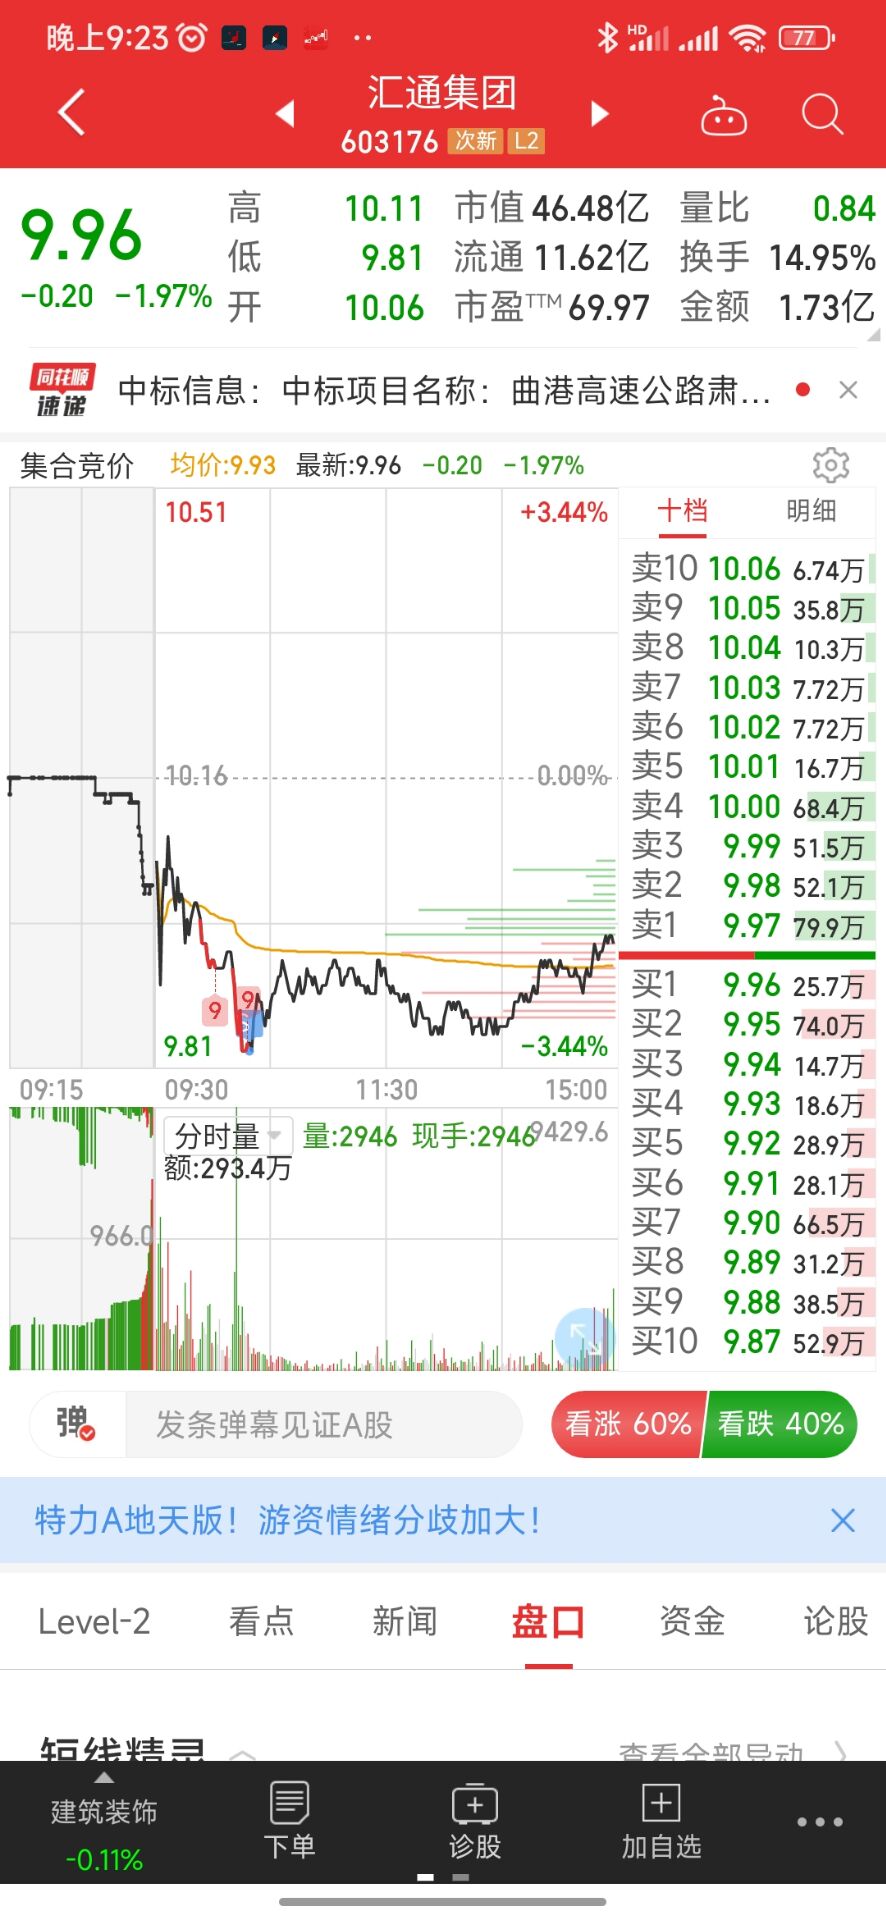 晚上9:23 HD 77
汇通集团
603176 次新 L2
9.96
-0.20 -1.97%
高 10.11 市值 46.48亿 量比 0.84
低 9.81 流通 11.62亿 换手 14.95%
开 10.06 市盈TTM 69.97 金额 1.73亿
同花顺
速递
中标信息：中标项目名称：曲港高速公路肃...
集合竞价 均价:9.93 最新:9.96 -0.20 -1.97%
10.51 +3.44%
10.16 0.00%
9
9
9.81 -3.44%
09:15 09:30 11:30 15:00
分时量 量:2946 现手:2946 9429.6
额:293.4万
966.0
十档 明细
卖10 10.06 6.74万
卖9 10.05 35.8万
卖8 10.04 10.3万
卖7 10.03 7.72万
卖6 10.02 7.72万
卖5 10.01 16.7万
卖4 10.00 68.4万
卖3 9.99 51.5万
卖2 9.98 52.1万
卖1 9.97 79.9万
买1 9.96 25.7万
买2 9.95 74.0万
买3 9.94 14.7万
买4 9.93 18.6万
买5 9.92 28.9万
买6 9.91 28.1万
买7 9.90 66.5万
买8 9.89 31.2万
买9 9.88 38.5万
买10 9.87 52.9万
弹 发条弹幕见证A股 看涨 60% 看跌 40%
特力A地天版！游资情绪分歧加大！
Level-2 看点 新闻 盘口 资金 论股
短线精灵 查看全部异动
建筑装饰 下单 诊股 加自选
-0.11%